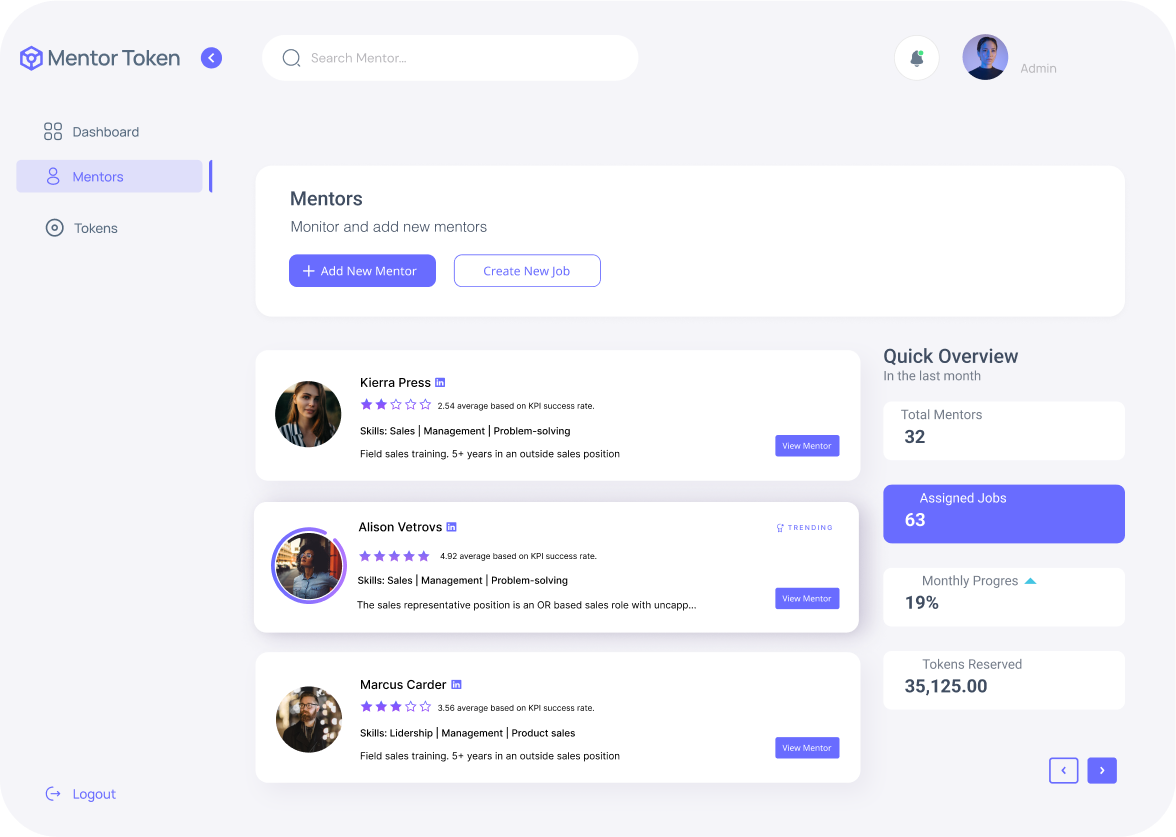 Mentor Token
Search Mentor...
Admin
Dashboard
Mentors
Tokens
Logout
Mentors
Monitor and add new mentors
Add New Mentor
Create New Job
Kierra Press
2.54 average based on KPI success rate.
Skills: Sales | Management | Problem-solving
Field sales training. 5+ years in an outside sales position
View Mentor
Alison Vetrovs
TRENDING
4.92 average based on KPI success rate.
Skills: Sales | Management | Problem-solving
The sales representative position is an OR based sales role with uncapp...
View Mentor
Marcus Carder
3.56 average based on KPI success rate.
Skills: Lidership | Management | Product sales
Field sales training. 5+ years in an outside sales position
View Mentor
Quick Overview
In the last month
Total Mentors
32
Assigned Jobs
63
Monthly Progres
19%
Tokens Reserved
35,125.00